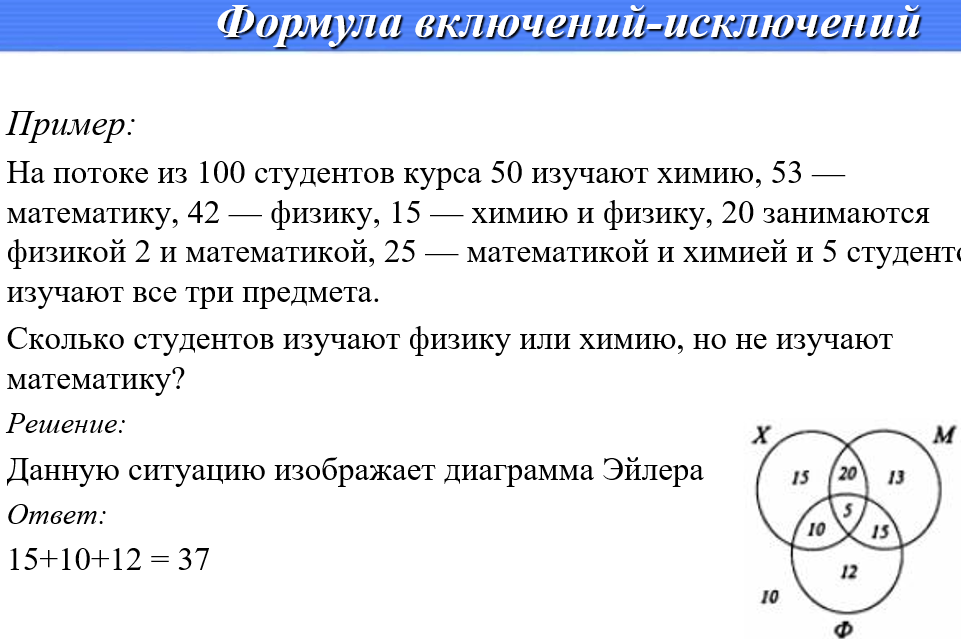 Формула включений-исключений
Пример:
На потоке из 100 студентов курса 50 изучают химию, 53 —
математику, 42 — физику, 15 — химию и физику, 20 занимаются
физикой 2 и математикой, 25 — математикой и химией и 5 студенто
изучают все три предмета.
Сколько студентов изучают физику или химию, но не изучают
математику?
Решение:
Данную ситуацию изображает диаграмма Эйлера
Ответ:
15+10+12 = 37
X
M
15
20
13
5
10
15
12
10
Ф